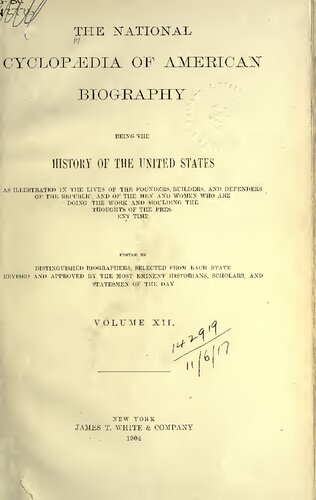 THE NATIONAL
CYCLOPÆDIA OF AMERICAN
BIOGRAPHY
BEING THE
HISTORY OF THE UNITED STATES
AS ILLUSTRATED IN THE LIVES OF THE FOUNDERS, BUILDERS, AND DEFENDERS
OF THE REPUBLIC, AND OF THE MEN AND WOMEN WHO ARE
DOING THE WORK AND MOULDING THE
THOUGHTS OF THE PRES-
ENT TIME
EDITED BY
DISTINGUISHED BIOGRAPHERS, SELECTED FROM EACH STATE
REVISED AND APPROVED BY THE MOST EMINENT HISTORIANS, SCHOLARS, AND
STATESMEN OF THE DAY
VOLUME XII.
142919
11/6/17
NEW YORK
JAMES T. WHITE & COMPANY
1904